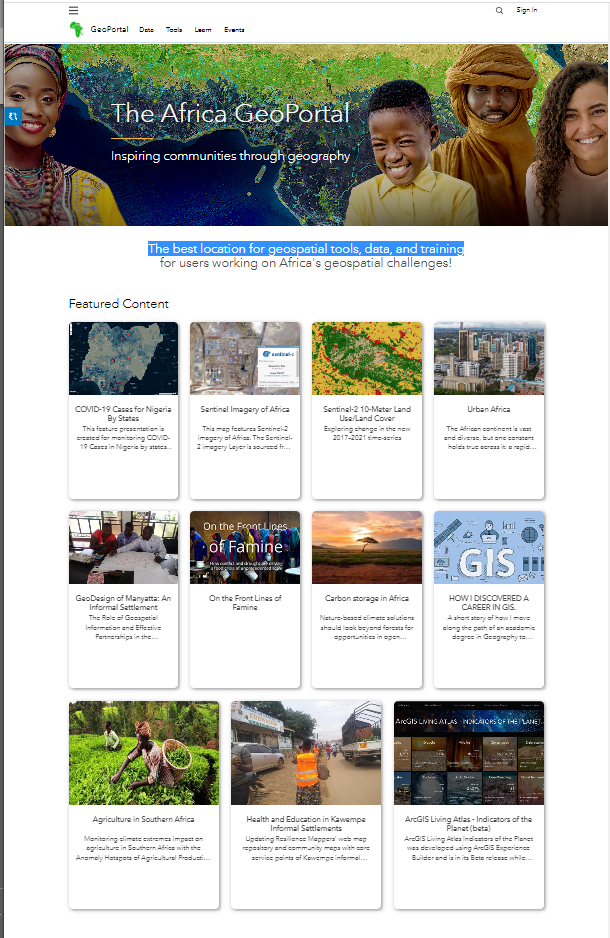 Sign In
GeoPortal Data Tools Learn Events
The Africa GeoPortal
Inspiring communities through geography
The best location for geospatial tools, data, and training
for users working on Africa's geospatial challenges!
Featured Content
COVID-19 Cases for Nigeria
By States
This feature presentation is
created for monitoring COVID-
19 Cases in Nigeria by states...
sentinel-2
Sentinel Imagery of Africa
This map features Sentinel-2
imagery of Africa. The Sentinel-
2 imagery Layer is sourced fr...
Sentinel-2 10-Meter Land
Use/Land Cover
Exploring change in the new
2017-2021 time-series
Urban Africa
The African continent is vast
and diverse, but one constant
holds true across it: a rapid...
GeoDesign of Manyatta: An
Informal Settlement
The Role of Geospatial
Information and Effective
Partnerships in the...
On the Front Lines
of Famine
How conflict and drought are driving
a food crisis of unprecedented scale
On the Front Lines of
Famine
Carbon storage in Africa
Nature-based climate solutions
should look beyond forests for
opportunities in open...
GIS
HOW I DISCOVERED A
CAREER IN GIS.
A short story of how I move
along the path of an academic
degree in Geography to...
Agriculture in Southern Africa
Monitoring climate extremes impact on
agriculture in Southern Africa with the
Anomaly Hotspots of Agricultural Producti...
Health and Education in Kawempe
Informal Settlements
Updating Resilience Mappers' web map
repository and community maps with core
service points of Kawempe informal...
ArcGIS LIVING ATLAS - INDICATORS OF THE PLANET
ArcGIS Living Atlas - Indicators of the
Planet (beta)
ArcGIS Living Atlas Indicators of the Planet
was developed using ArcGIS Experience
Builder and is in its Beta release while...